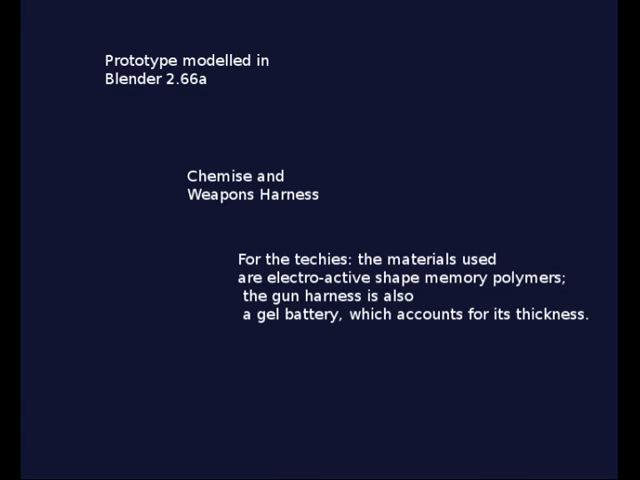 Prototype modelled in
Blender 2.66a
Chemise and
Weapons Harness
For the techies: the materials used
are electro-active shape memory polymers;
the gun harness is also
a gel battery, which accounts for its thickness.